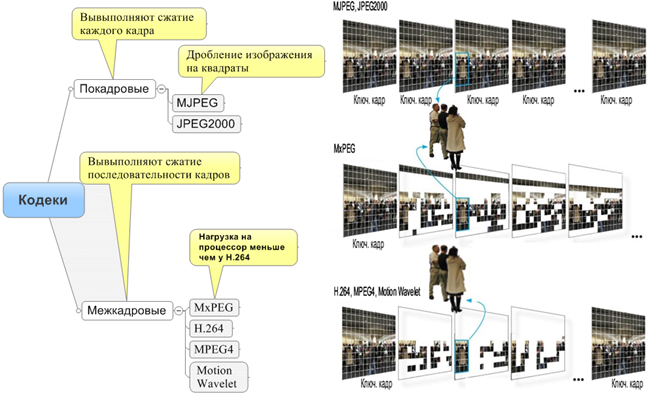 Вывыполняют сжатие
каждого кадра
Дробление изображения
на квадраты
Покадровые
MJPEG
JPEG2000
Вывыполняют сжатие
последовательности кадров
Кодеки
Нагрузка на
процессор меньше
чем у H.264
Межкадровые
MxPEG
H.264
MPEG4
Motion
Wavelet
MJPEG, JPEG2000
Ключ. кадр
Ключ. кадр
Ключ. кадр
Ключ. кадр
...
Ключ. кадр
MxPEG
Ключ. кадр
...
H.264, MPEG4, Motion Wavelet
Ключ. кадр
...
Ключ. кадр